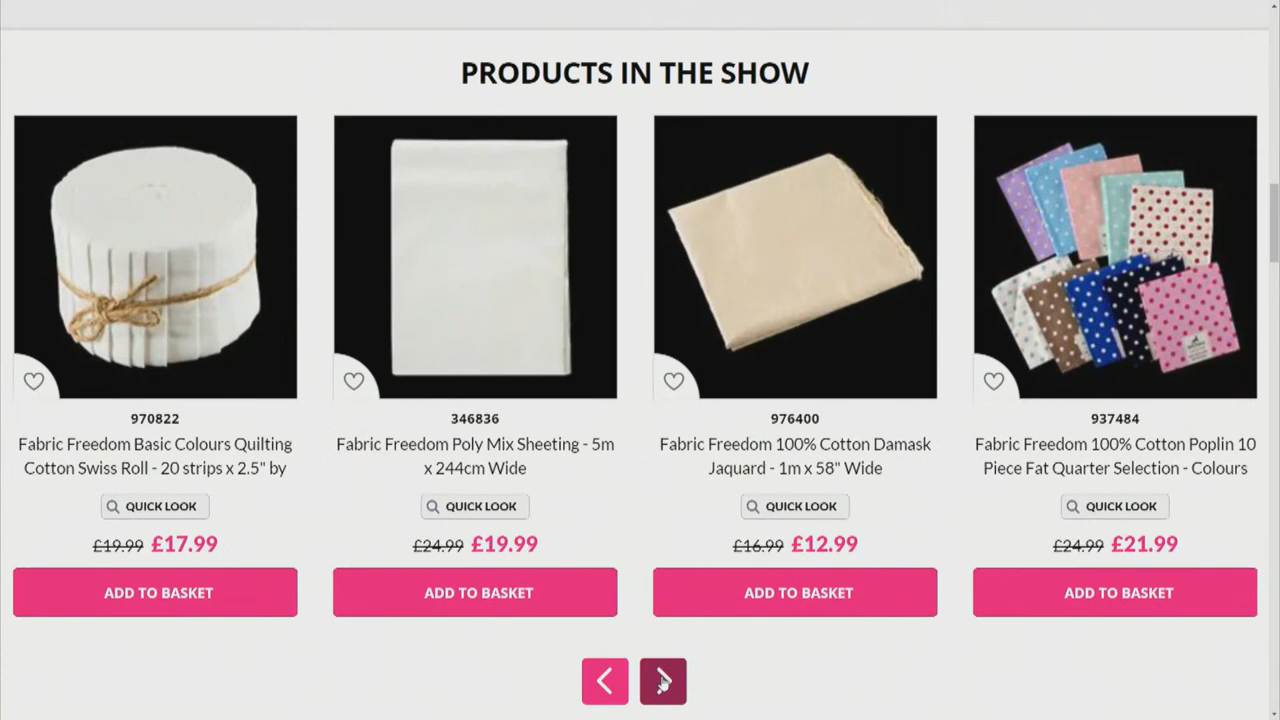 PRODUCTS IN THE SHOW
970822
Fabric Freedom Basic Colours Quilting
Cotton Swiss Roll - 20 strips x 2.5" by
QUICK LOOK
£19.99 £17.99
ADD TO BASKET
346836
Fabric Freedom Poly Mix Sheeting - 5m
x 244cm Wide
QUICK LOOK
£24.99 £19.99
ADD TO BASKET
976400
Fabric Freedom 100% Cotton Damask
Jaquard - 1m x 58" Wide
QUICK LOOK
£16.99 £12.99
ADD TO BASKET
937484
Fabric Freedom 100% Cotton Poplin 10
Piece Fat Quarter Selection - Colours
QUICK LOOK
£24.99 £21.99
ADD TO BASKET